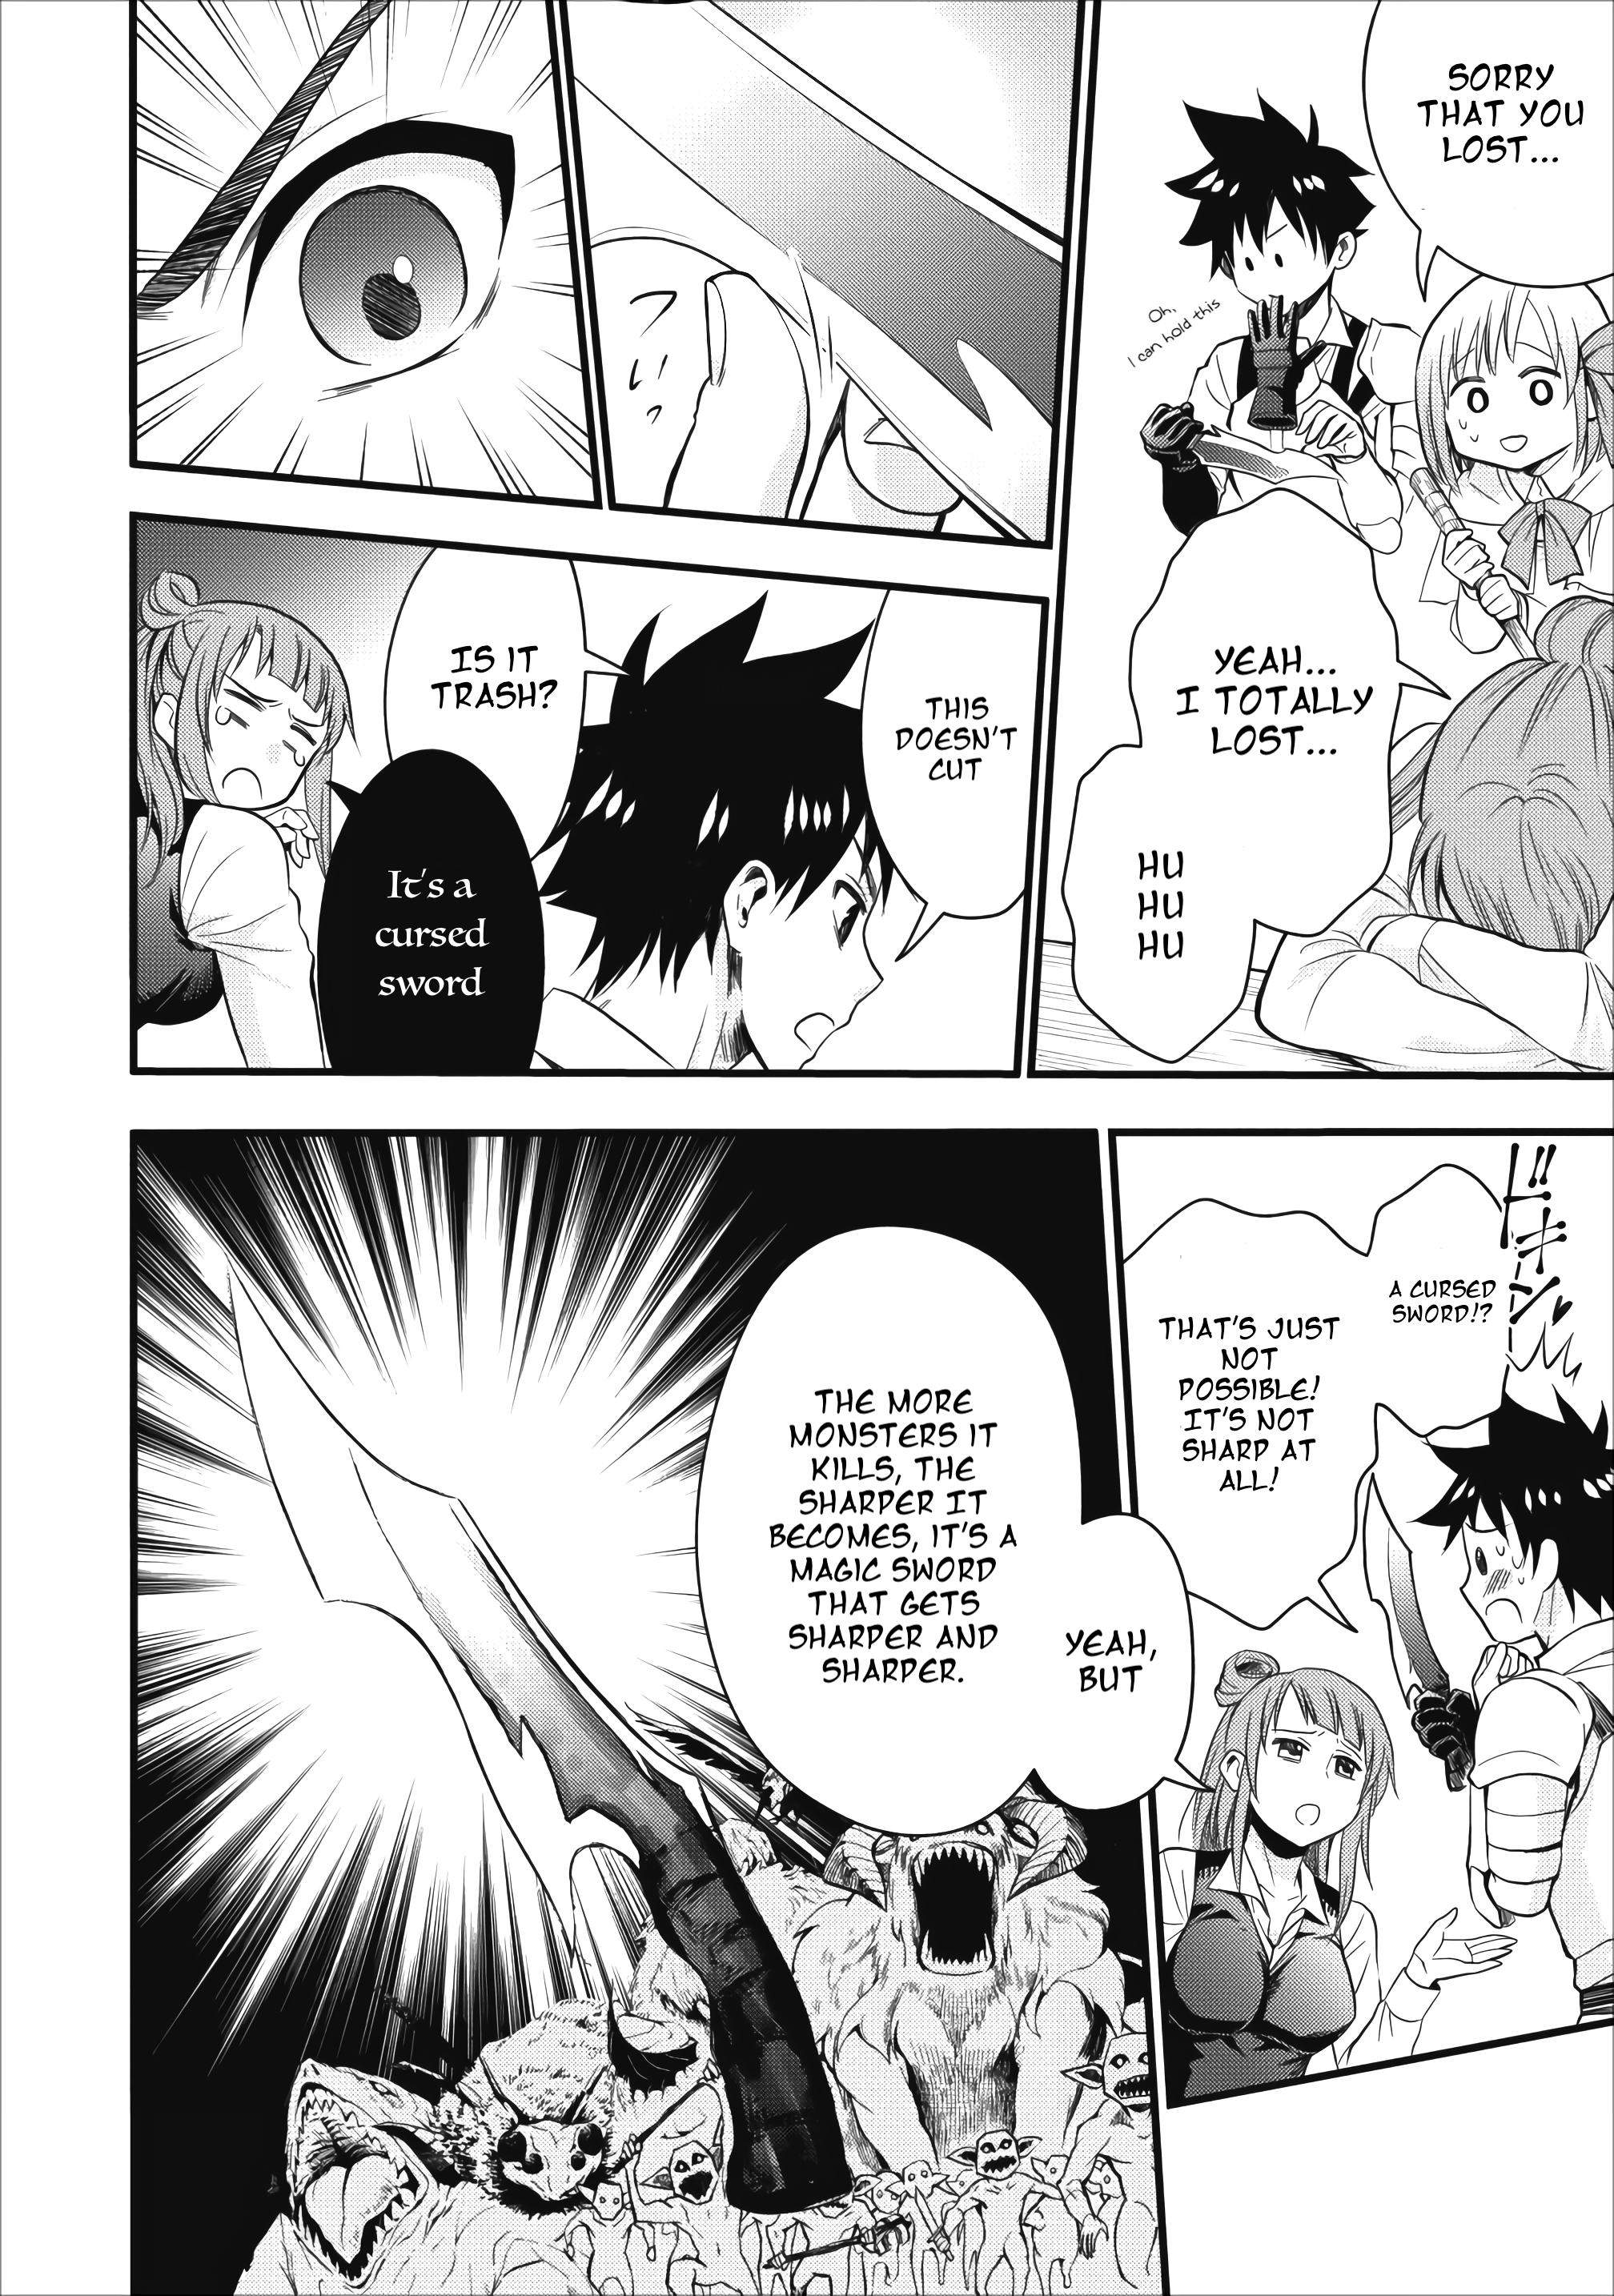 SORRY
THAT YOU
LOST...
Oh,
I can hold this
YEAH...
I TOTALLY
LOST...
HU
HU
HU
THIS
DOESN'T
CUT
IS IT
TRASH?
It's a
cursed
sword
ドキンッ!!
A CURSED
SWORD!?
THAT'S JUST
NOT
POSSIBLE!
IT'S NOT
SHARP AT
ALL!
YEAH,
BUT
THE MORE
MONSTERS IT
KILLS, THE
SHARPER IT
BECOMES, IT'S A
MAGIC SWORD
THAT GETS
SHARPER AND
SHARPER.